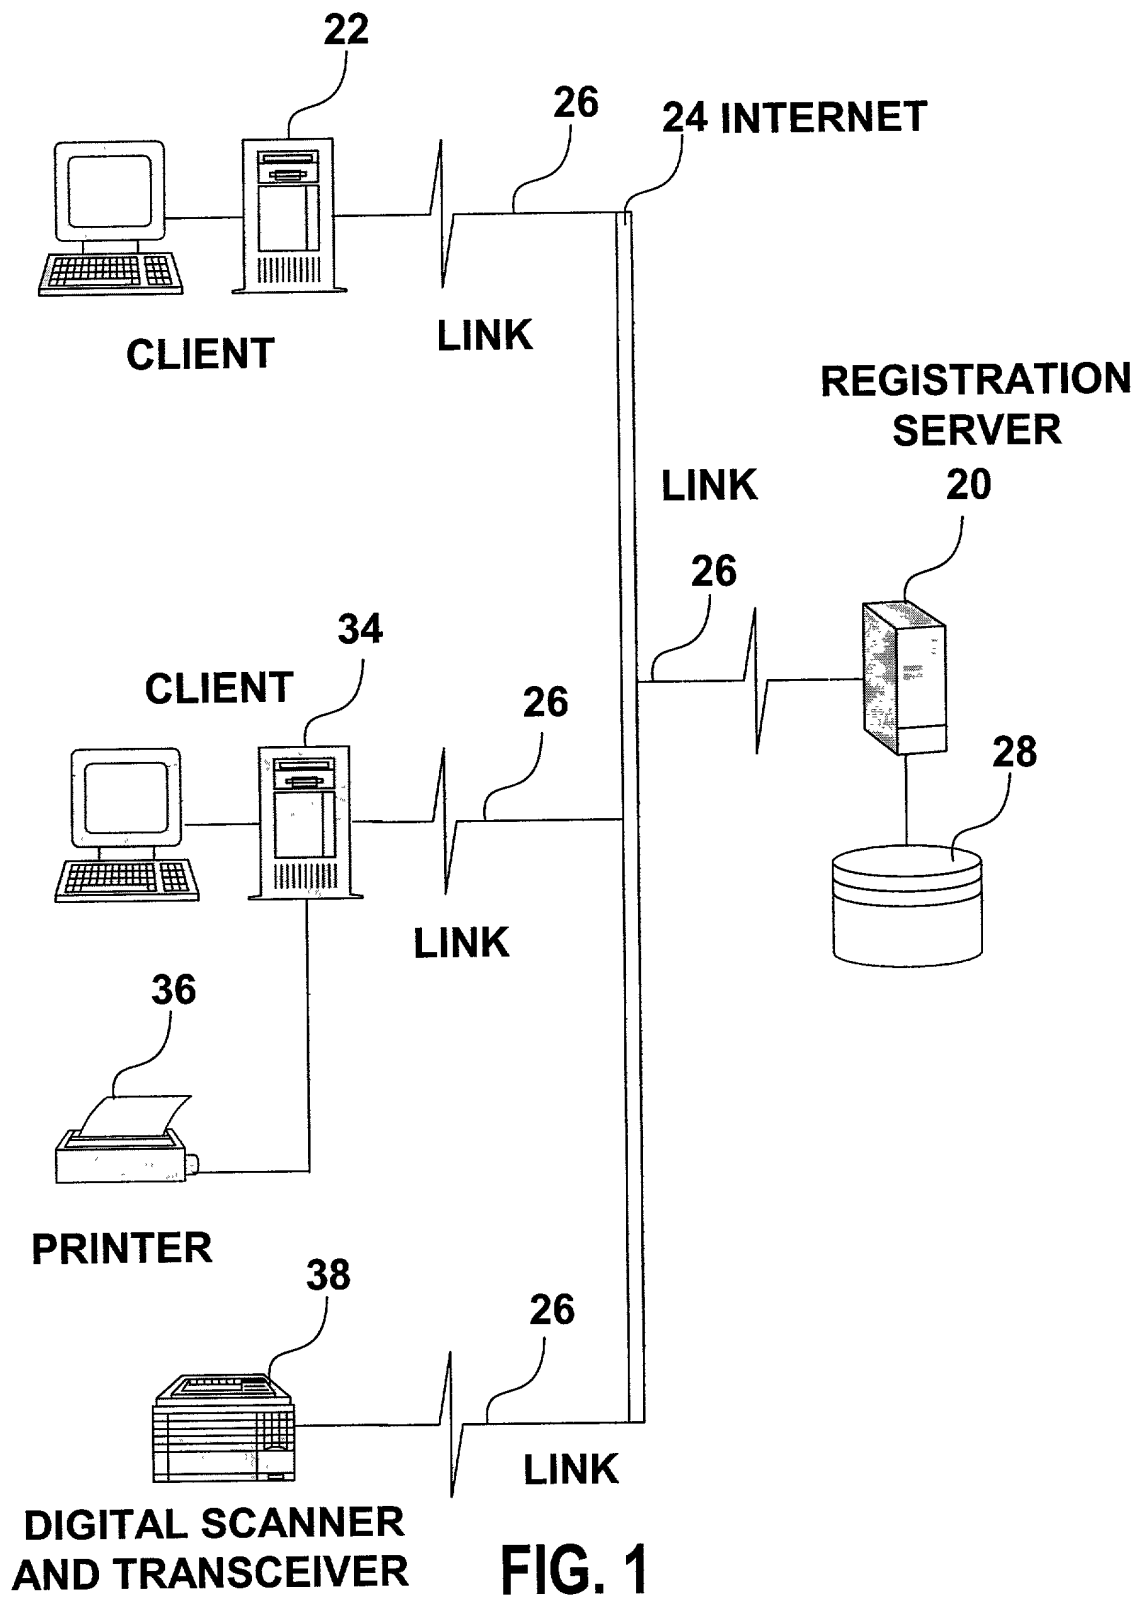 22
26
24 INTERNET
CLIENT
LINK
REGISTRATION
SERVER
20
LINK
26
34
CLIENT
26
28
LINK
36
PRINTER
38
26
LINK
DIGITAL SCANNER
AND TRANSCEIVER
FIG. 1